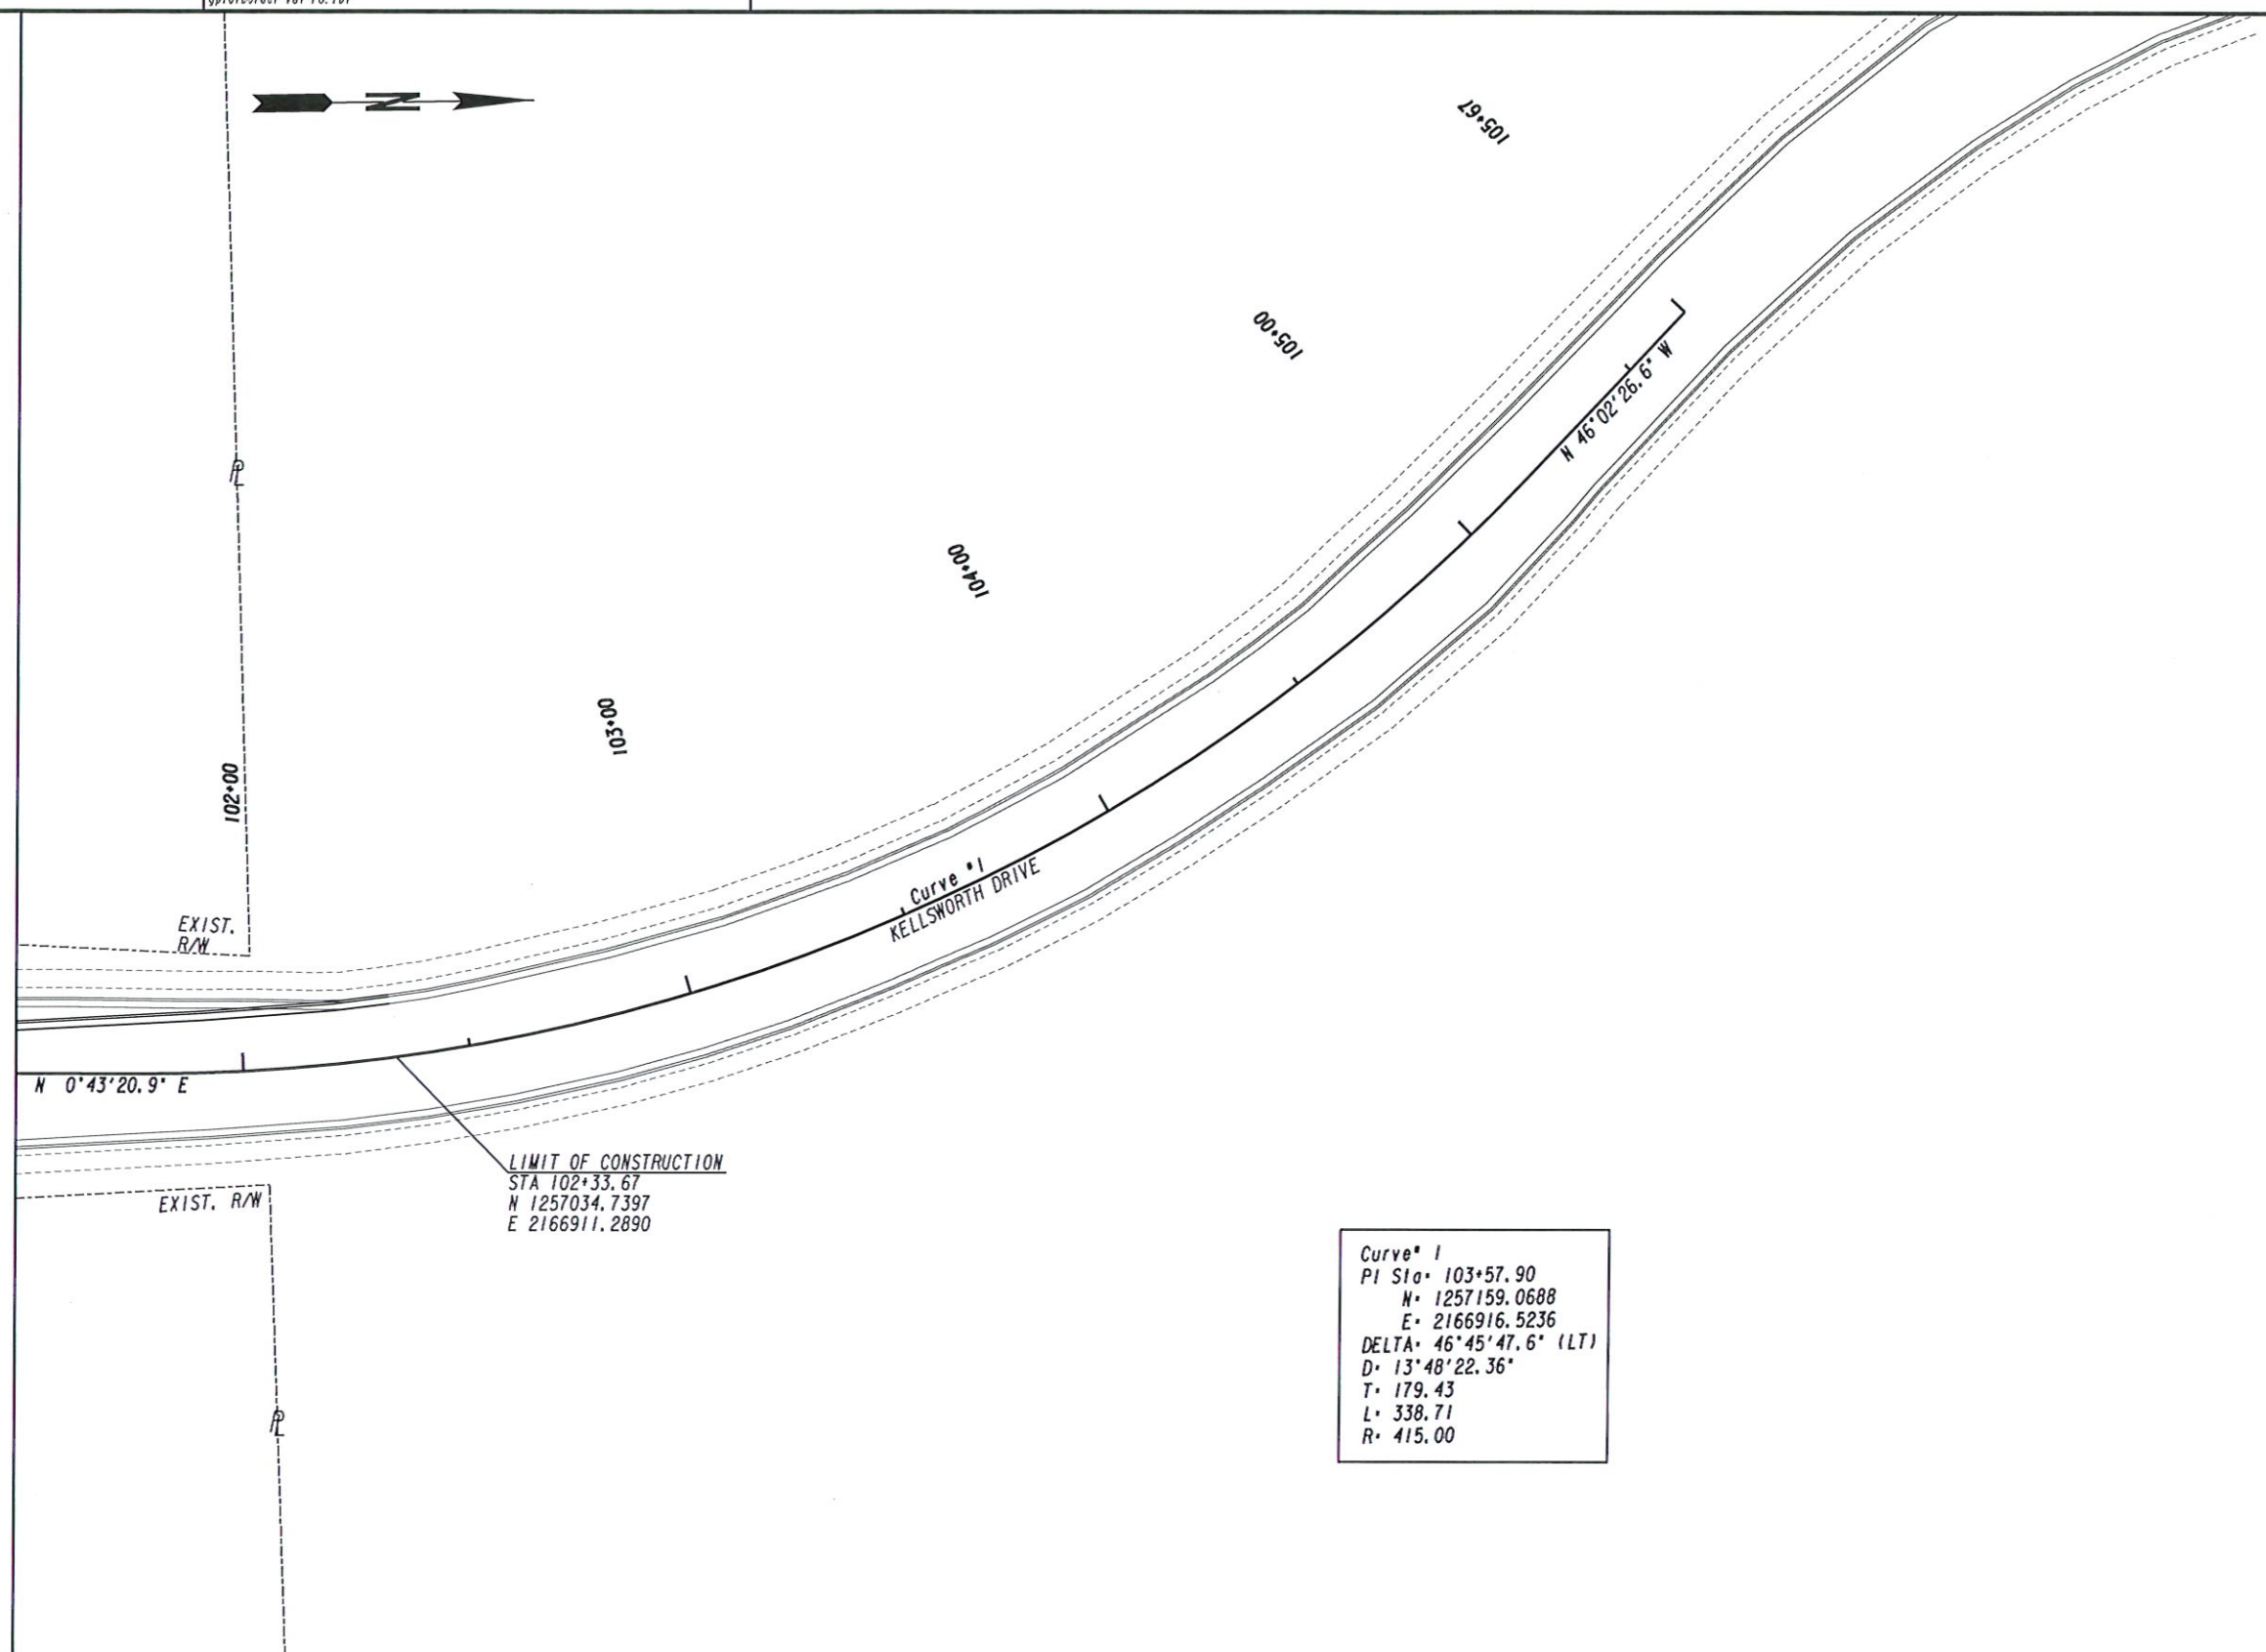 N
105+67
105+00
N 46°02'26.6" W
104+00
103+00
102+00
PL
Curve #1
KELLSWORTH DRIVE
EXIST.
R/W
N 0°43'20.9" E
LIMIT OF CONSTRUCTION
STA 102+33.67
N 1257034.7397
E 2166911.2890
EXIST. R/W
PL
Curve# 1
PI Sta= 103+57.90
N= 1257159.0688
E= 2166916.5236
DELTA= 46°45'47.6" (LT)
D= 13°48'22.36"
T= 179.43
L= 338.71
R= 415.00